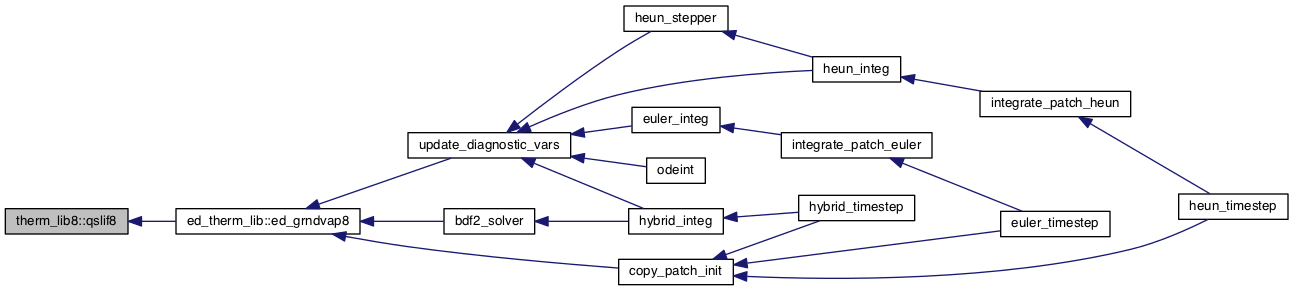 heun_stepper
heun_integ
integrate_patch_heun
euler_integ
update_diagnostic_vars
integrate_patch_euler
odeint
therm_lib8::qslif8
ed_therm_lib::ed_grndvap8
bdf2_solver
hybrid_integ
hybrid_timestep
euler_timestep
heun_timestep
copy_patch_init